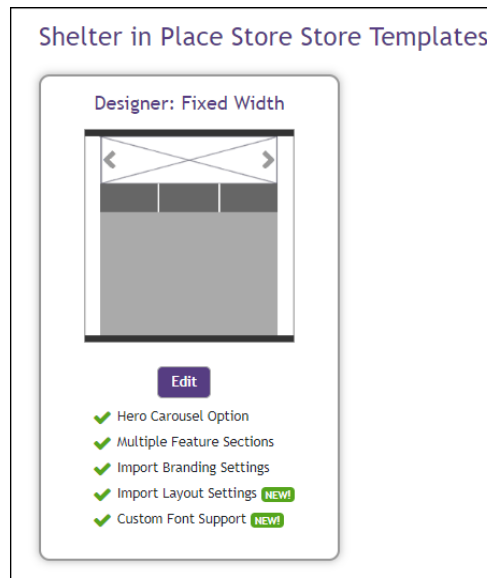 Shelter in Place Store Store Templates
Designer: Fixed Width
Edit
Hero Carousel Option
Multiple Feature Sections
Import Branding Settings
Import Layout Settings NEW!
Custom Font Support NEW!